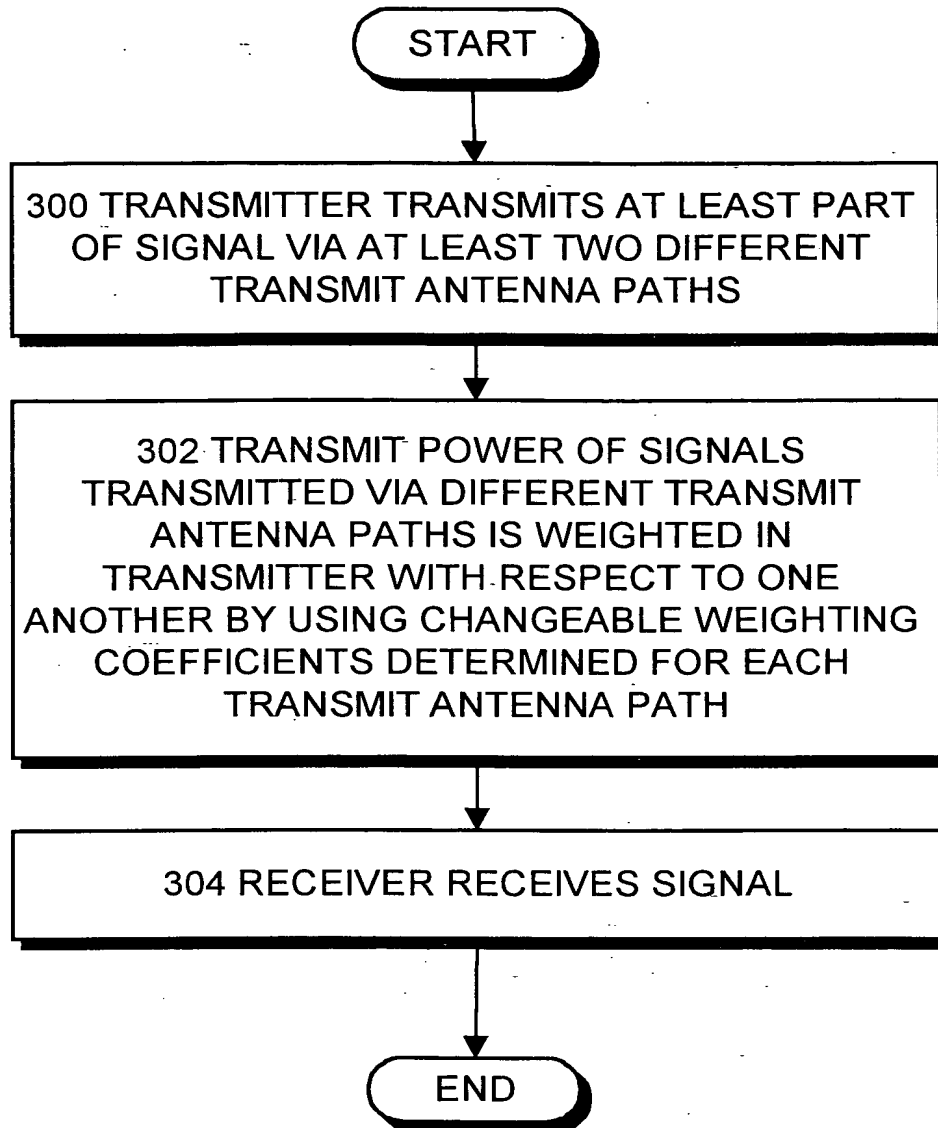 START
300 TRANSMITTER TRANSMITS AT LEAST PART
OF SIGNAL VIA AT LEAST TWO DIFFERENT
TRANSMIT ANTENNA PATHS
302 TRANSMIT POWER OF SIGNALS
TRANSMITTED VIA DIFFERENT TRANSMIT
ANTENNA PATHS IS WEIGHTED IN
TRANSMITTER WITH RESPECT TO ONE
ANOTHER BY USING CHANGEABLE WEIGHTING
COEFFICIENTS DETERMINED FOR EACH
TRANSMIT ANTENNA PATH
304 RECEIVER RECEIVES SIGNAL
END